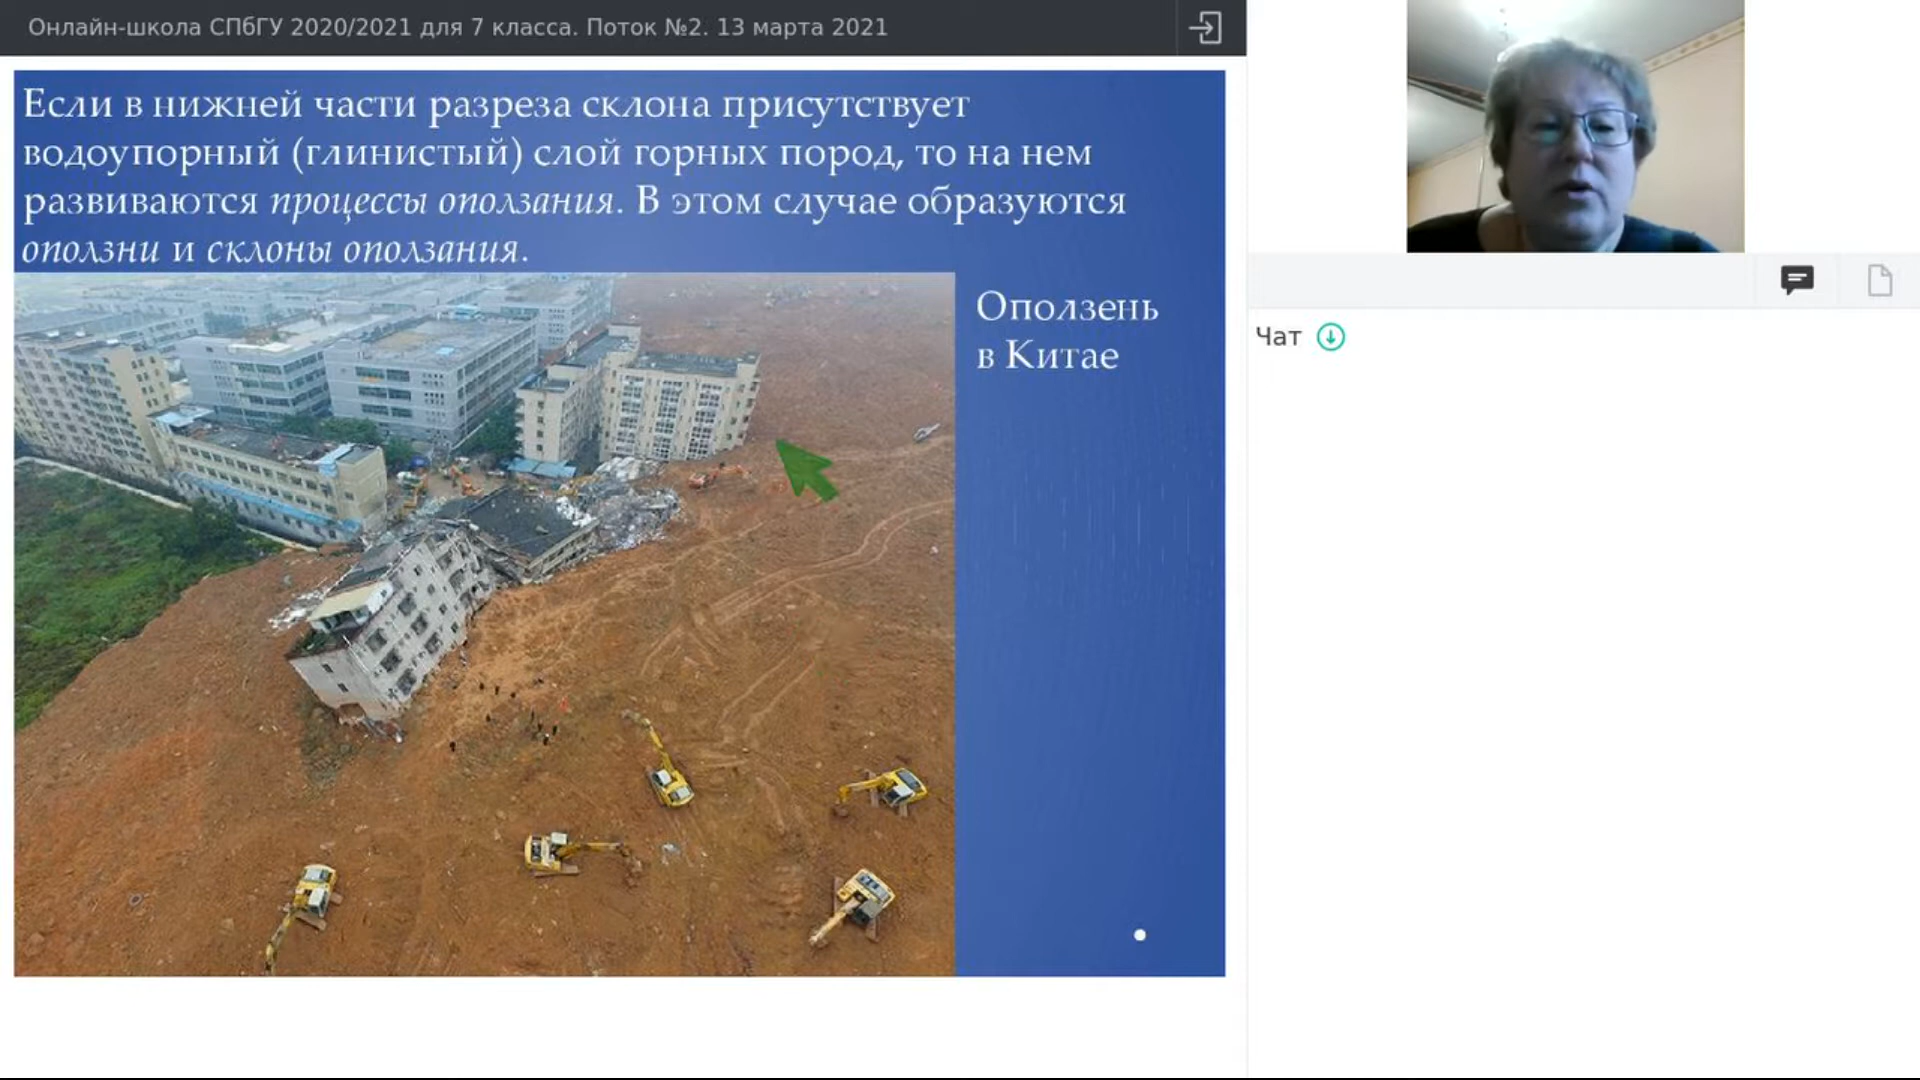 Онлайн-школа СПбГУ 2020/2021 для 7 класса. Поток №2. 13 марта 2021
Если в нижней части разреза склона присутствует
водоупорный (глинистый) слой горных пород, то на нем
развиваются процессы оползания. В этом случае образуются
оползни и склоны оползания.
Оползень
в Китае
Чат